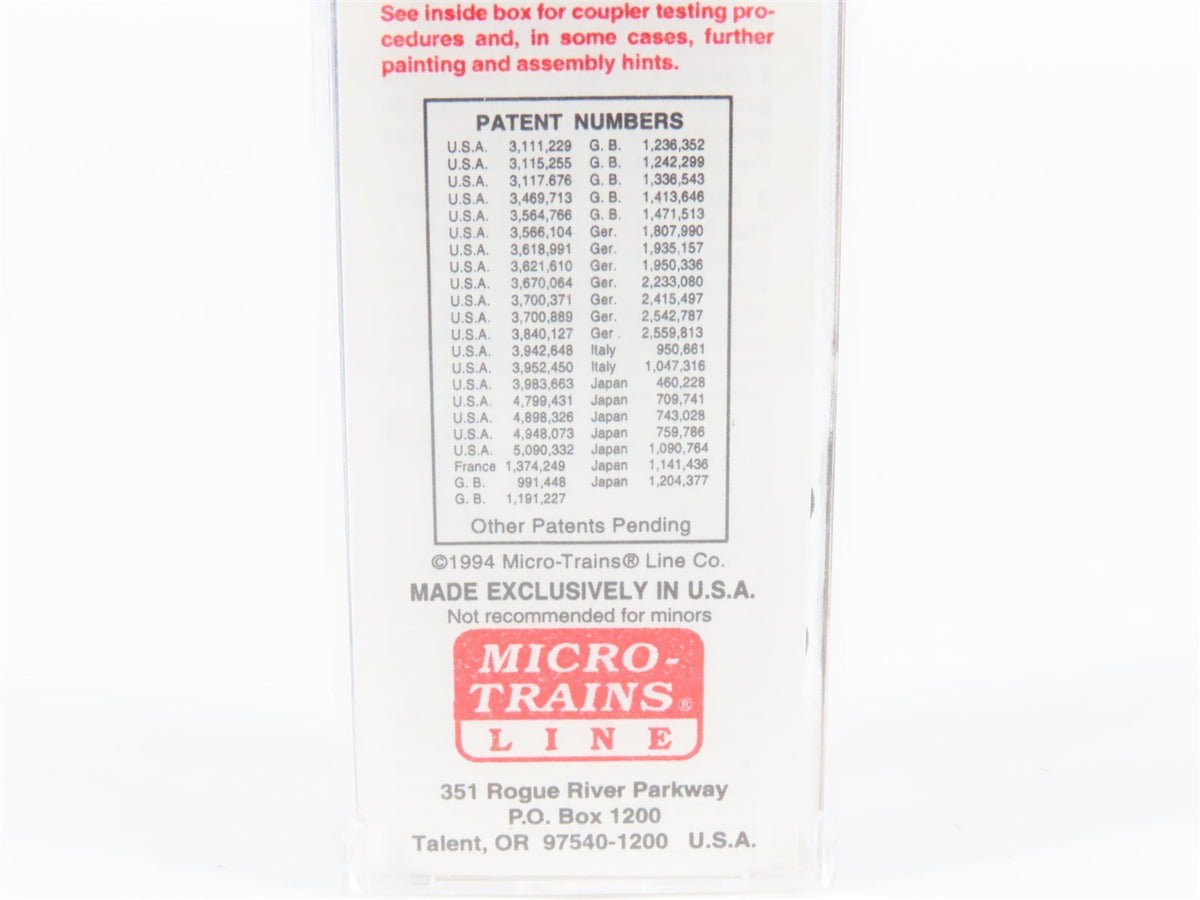 See inside box for coupler testing pro-
cedures and, in some cases, further
painting and assembly hints.
PATENT NUMBERS
U.S.A. 3,111,229 G. B. 1,236,352
U.S.A. 3,115,255 G. B. 1,242,299
U.S.A. 3,117.676 G. B. 1,336,543
U.S.A. 3,469,713 G. B. 1,413,646
U.S.A. 3,564,766 G. B. 1,471,513
U.S.A. 3,566,104 Ger. 1,807,990
U.S.A. 3,618,991 Ger. 1,935,157
U.S.A. 3,621,610 Ger. 1,950,336
U.S.A. 3,670,064 Ger. 2,233,080
U.S.A. 3,700,371 Ger. 2,415,497
U.S.A. 3,700,889 Ger. 2,542,787
U.S.A. 3,840,127 Ger . 2,559,813
U.S.A. 3,942,648 Italy 950,661
U.S.A. 3,952,450 Italy 1,047,316
U.S.A. 3,983,663 Japan 460,228
U.S.A. 4,799,431 Japan 709,741
U.S.A. 4,898,326 Japan 743,028
U.S.A. 4,948,073 Japan 759,786
U.S.A. 5,090,332 Japan 1,090,764
France 1,374,249 Japan 1,141,436
G. B. 991,448 Japan 1,204,377
G. B. 1,191,227
Other Patents Pending
©1994 Micro-Trains® Line Co.
MADE EXCLUSIVELY IN U.S.A.
Not recommended for minors
MICRO-
TRAINS®
LINE
351 Rogue River Parkway
P.O. Box 1200
Talent, OR 97540-1200 U.S.A.